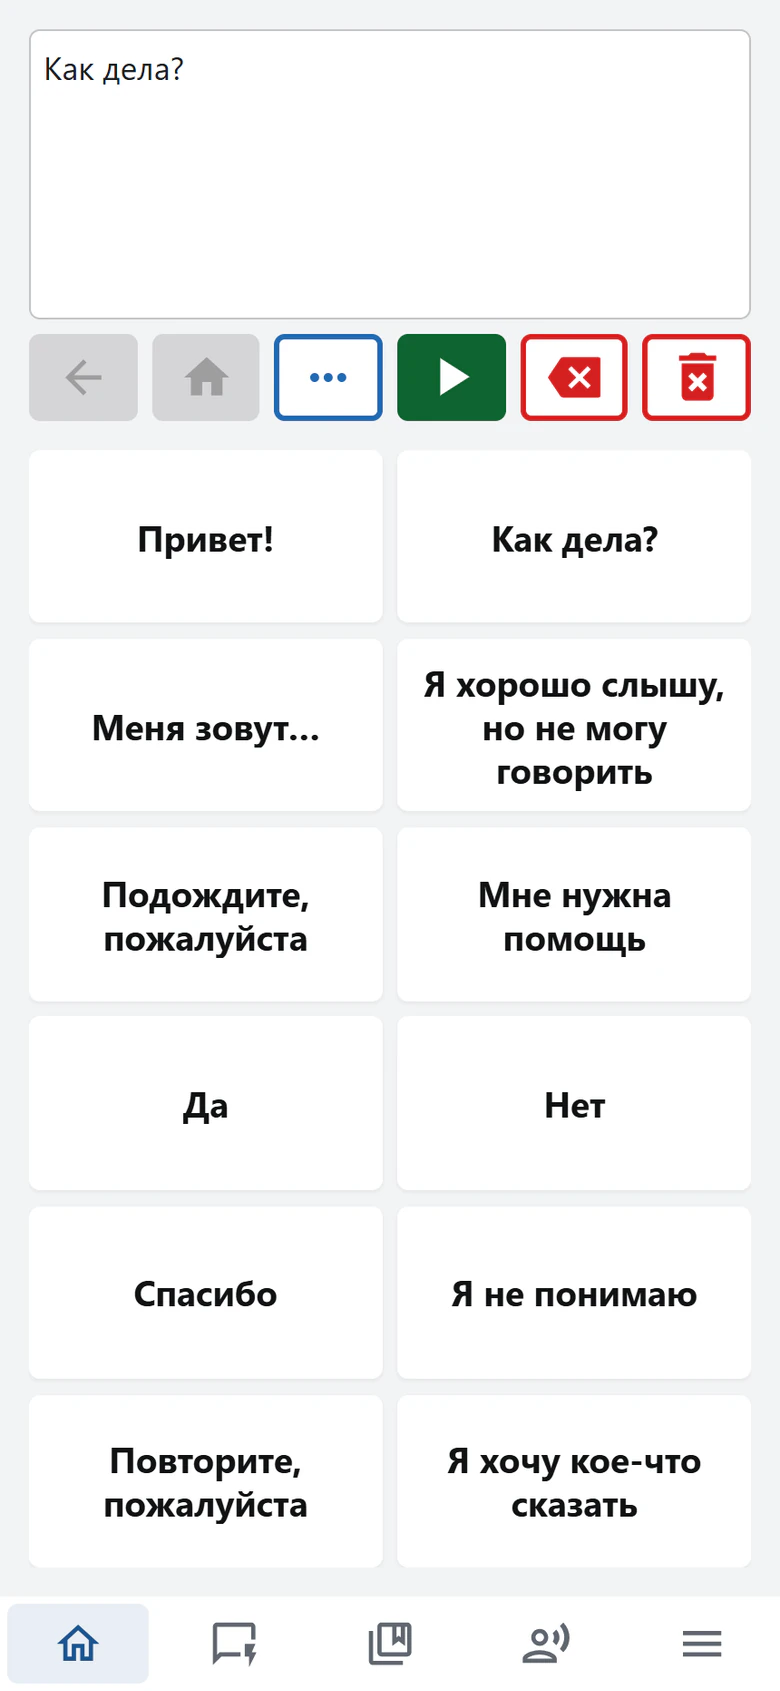 Как дела?
Привет!
Как дела?
Меня зовут...
Я хорошо слышу,
но не могу
говорить
Подождите,
пожалуйста
Мне нужна
помощь
Да
Нет
Спасибо
Я не понимаю
Повторите,
пожалуйста
Я хочу кое-что
сказать